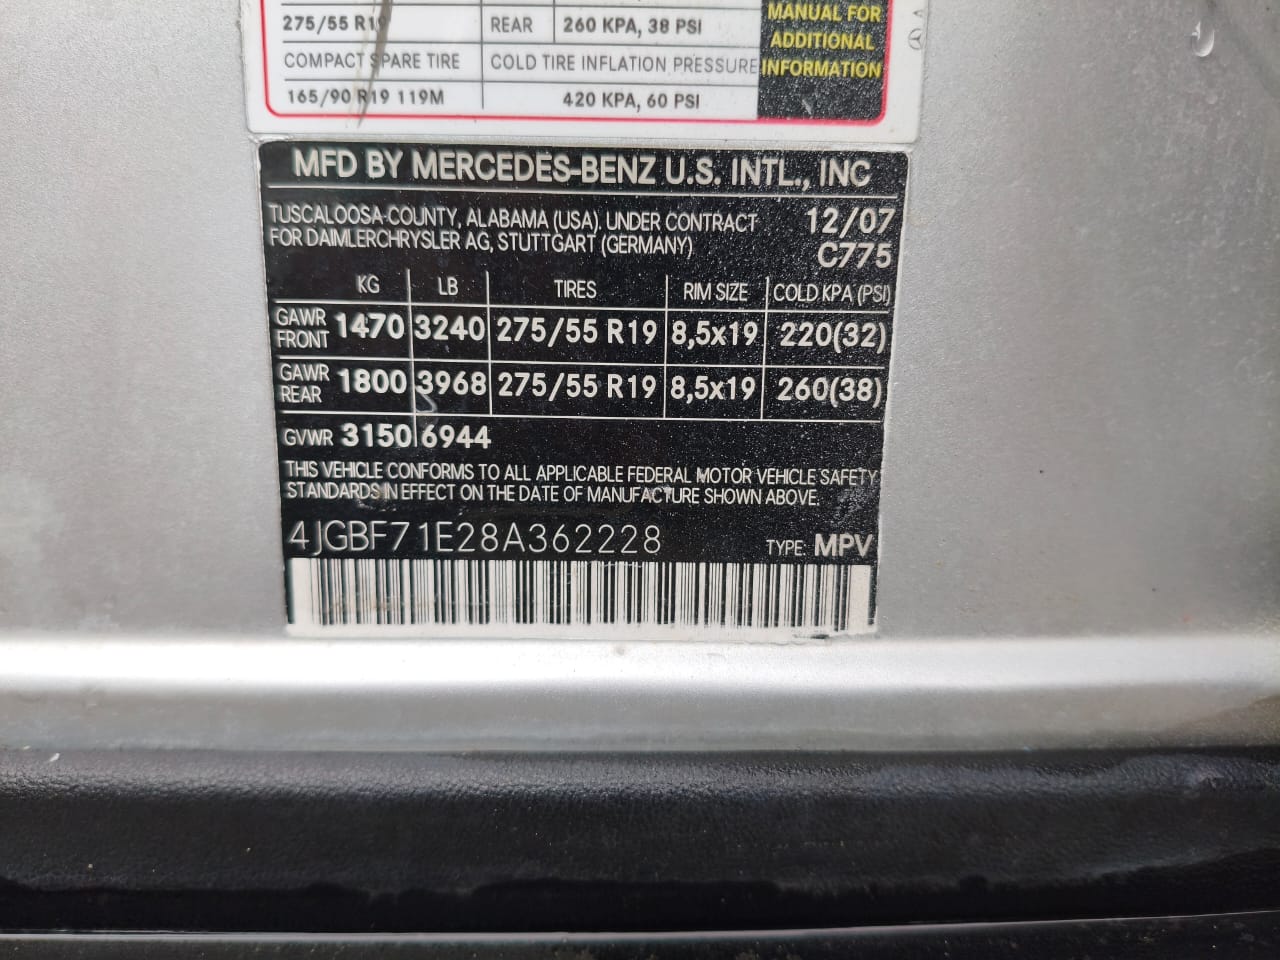 275/55 R19 REAR 260 KPA, 38 PSI
MANUAL FOR
ADDITIONAL
INFORMATION
COMPACT SPARE TIRE COLD TIRE INFLATION PRESSURE
165/90 R19 119M 420 KPA, 60 PSI
MFD BY MERCEDES-BENZ U.S. INTL., INC
TUSCALOOSA-COUNTY, ALABAMA (USA). UNDER CONTRACT 12/07
FOR DAIMLERCHRYSLER AG, STUTTGART (GERMANY) C775
KG LB TIRES RIM SIZE COLD KPA (PSI)
GAWR FRONT 1470 3240 275/55 R19 8,5x19 220(32)
GAWR REAR 1800 3968 275/55 R19 8,5x19 260(38)
GVWR 3150 6944
THIS VEHICLE CONFORMS TO ALL APPLICABLE FEDERAL MOTOR VEHICLE SAFETY
STANDARDS IN EFFECT ON THE DATE OF MANUFACTURE SHOWN ABOVE.
4JGBF71E28A362228 TYPE: MPV